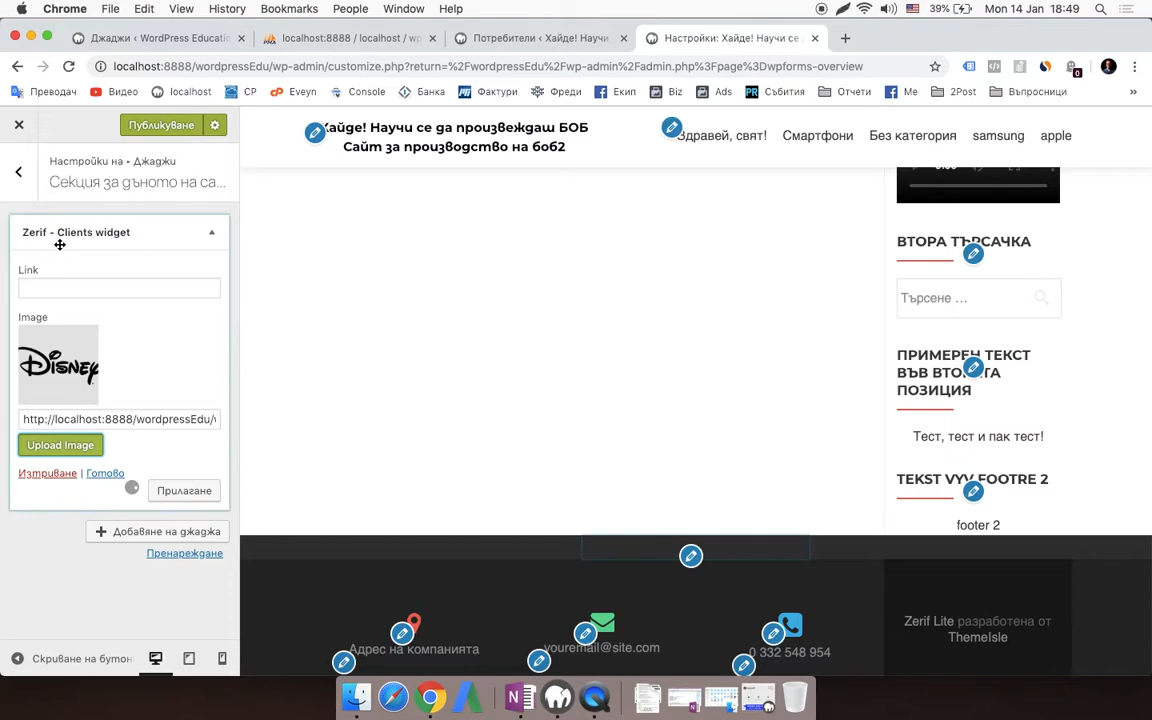 Chrome File Edit View History Bookmarks People Window Help 39% Mon 14 Jan 18:49
Джаджи ‹ WordPress Education
localhost:8888 / localhost / wp
Потребители ‹ Хайде! Научи
Настройки: Хайде! Научи се
localhost:8888/wordpressEdu/wp-admin/customize.php?return=%2FwordpressEdu%2Fwp-admin%2Fadmin.php%3Fpage%3Dwpforms-overview
Преводач Видео localhost CP Eveyn Console Банка Фактури Фреди Екип Biz Ads Събития Отчети Me 2Post Въпросници
Публикуване
Настройки на • Джаджи
Секция за дъното на са...
Zerif - Clients widget
Link
Image
Disney
http://localhost:8888/wordpressEdu/
Upload Image
Изтриване | Готово
Прилагане
Добавяне на джаджа
Пренареждане
Скриване на бутон
Хайде! Научи се да произвеждаш БОБ
Сайт за производство на боб2
Здравей, свят! Смартфони Без категория samsung apple
ВТОРА ТЪРСАЧКА
Търсене …
ПРИМЕРЕН ТЕКСТ
ВЪВ ВТОРАТА
ПОЗИЦИЯ
Тест, тест и пак тест!
TEKST VYV FOOTRE 2
footer 2
Адрес на компанията
youremail@site.com
0 332 548 954
Zerif Lite разработена от
ThemeIsle